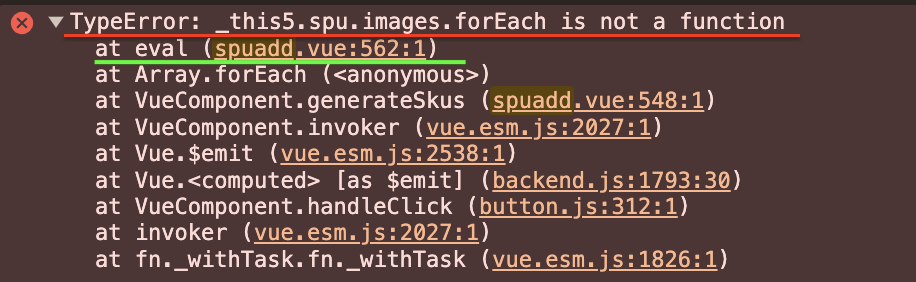 TypeError: _this5.spu.images.forEach is not a function
at eval (spuadd.vue:562:1)
at Array.forEach (<anonymous>)
at VueComponent.generateSkus (spuadd.vue:548:1)
at VueComponent.invoker (vue.esm.js:2027:1)
at Vue.$emit (vue.esm.js:2538:1)
at Vue.<computed> [as $emit] (backend.js:1793:30)
at VueComponent.handleClick (button.js:312:1)
at invoker (vue.esm.js:2027:1)
at fn._withTask.fn._withTask (vue.esm.js:1826:1)